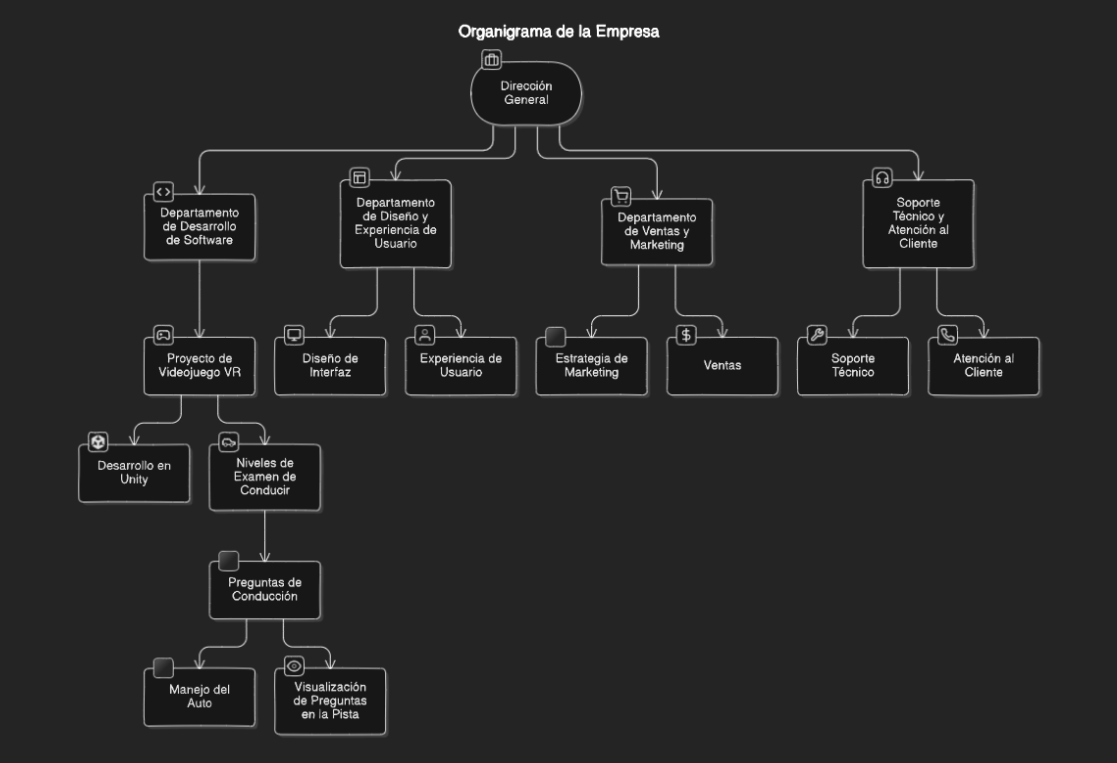 Organigrama de la Empresa
Dirección
General
Departamento
de Desarrollo
de Software
Departamento
de Diseño y
Experiencia de
Usuario
Departamento
de Ventas y
Marketing
Soporte
Técnico y
Atención al
Cliente
Proyecto de
Videojuego VR
Diseño de
Interfaz
Experiencia de
Usuario
Estrategia de
Marketing
Ventas
Soporte
Técnico
Atención al
Cliente
Desarrollo en
Unity
Niveles de
Examen de
Conducir
Preguntas de
Conducción
Manejo del
Auto
Visualización
de Preguntas
en la Pista